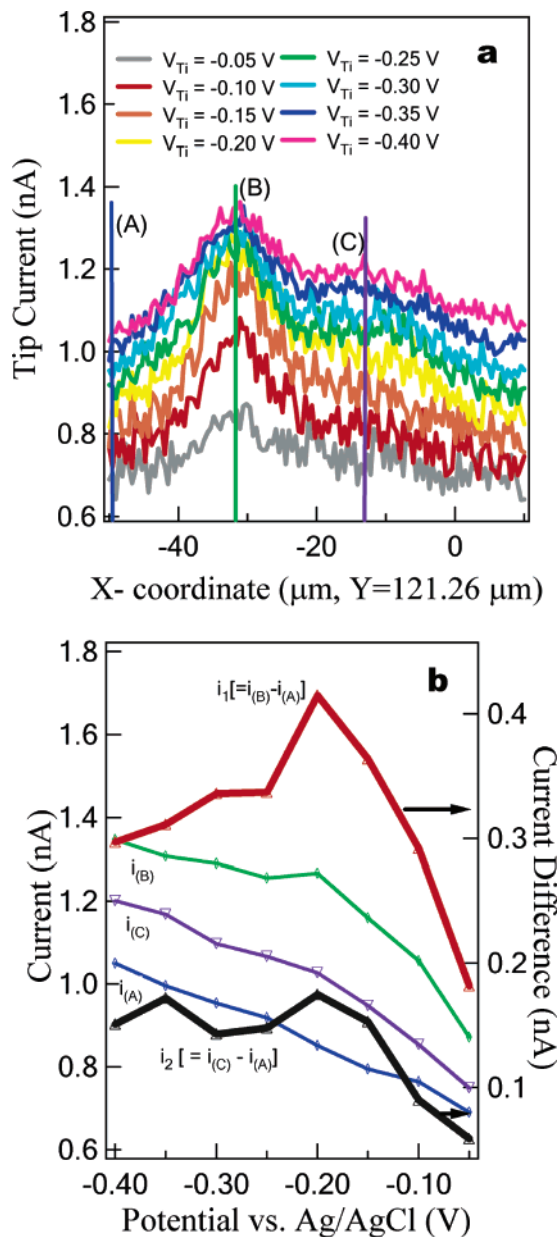 a
1.8
1.6
1.4
1.2
1.0
0.8
0.6
Tip Current (nA)
V_Ti = -0.05 V
V_Ti = -0.10 V
V_Ti = -0.15 V
V_Ti = -0.20 V
V_Ti = -0.25 V
V_Ti = -0.30 V
V_Ti = -0.35 V
V_Ti = -0.40 V
(A)
(B)
(C)
-40
-20
0
X- coordinate (μm, Y=121.26 μm)
b
1.8
1.6
1.4
1.2
1.0
0.8
0.6
Current (nA)
i1[=i(B)-i(A)]
i(B)
i(C)
i(A)
i2 [ = i(C) - i(A)]
0.4
0.3
0.2
0.10
Current Difference (nA)
-0.40
-0.30
-0.20
-0.10
Potential vs. Ag/AgCl (V)